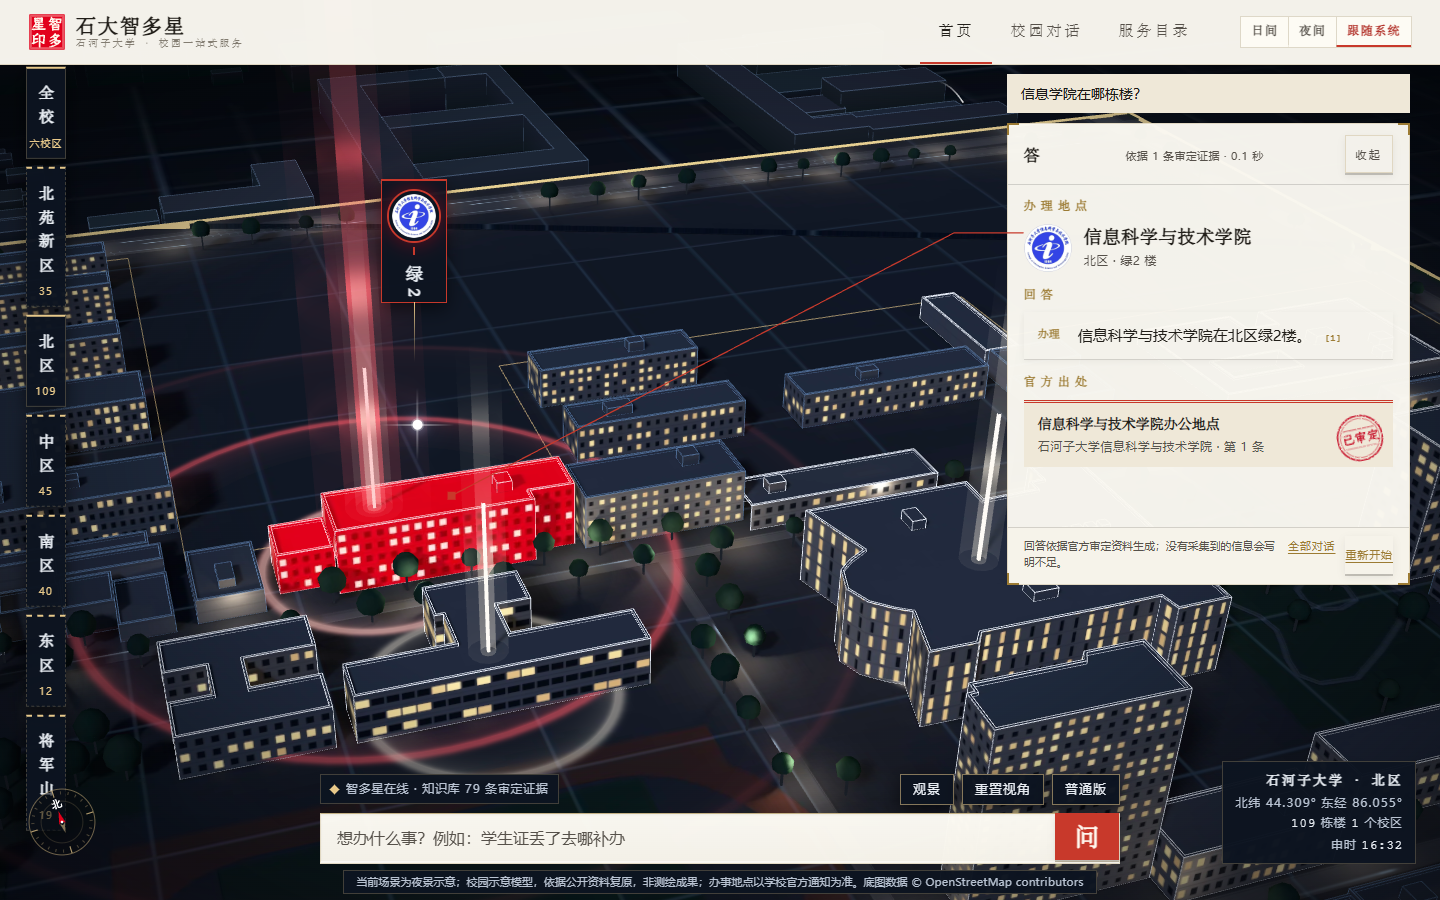 星智
印多
石大智多星
石河子大学 · 校园一站式服务
首页
校园对话
服务目录
日间
夜间
跟随系统
全校
六校区
北苑新区
35
北区
109
中区
45
南区
40
东区
12
将军山
19
北
绿2
信息学院在哪栋楼?
答
依据 1 条审定证据 · 0.1 秒
收起
办理地点
信息科学与技术学院
北区 · 绿2 楼
回答
办理
信息科学与技术学院在北区绿2楼。 [1]
官方出处
信息科学与技术学院办公地点
石河子大学信息科学与技术学院 · 第 1 条
已审定
回答依据官方审定资料生成；没有采集到的信息会写
明不足。
全部对话
重新开始
◆ 智多星在线 · 知识库 79 条审定证据
观景
重置视角
普通版
想办什么事？例如：学生证丢了去哪补办
问
石河子大学 · 北区
北纬 44.309° 东经 86.055°
109 栋楼 1 个校区
申时 16:32
当前场景为夜景示意；校园示意模型，依据公开资料复原，非测绘成果；办事地点以学校官方通知为准。底图数据 © OpenStreetMap contributors